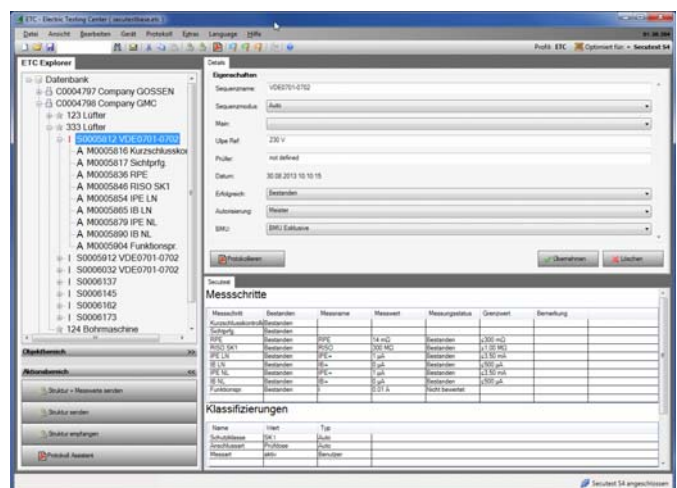 ETC - Electric Testing Center ( secutestbase.etc )
Datei Ansicht Bearbeiten Gerät Protokoll Extras Language Hilfe
Profil: ETC Optimiert für: Secutest S4
ETC Explorer
Datenbank
C0004797 Company GOSSEN
C0004798 Company GMC
123 Lüfter
333 Lüfter
S0005812 VDE0701-0702
A M0005816 Kurzschlusskon
A M0005817 Sichtprfg.
A M0005836 RPE
A M0005846 RISO SK1
A M0005854 IPE LN
A M0005865 IB LN
A M0005879 IPE NL
A M0005890 IB NL
A M0005904 Funktionspr.
S0005912 VDE0701-0702
S0006032 VDE0701-0702
S0006137
S0006145
S0006162
S0006173
124 Bohrmaschine
Objektbereich
Aktionsbereich
Struktur + Messwerte senden
Struktur senden
Struktur empfangen
Protokoll Assistent
Details
Eigenschaften
Sequenzname: VDE0701-0702
Sequenzmodus: Auto
Main:
Ulpe Ref: 230 V
Prüfer: not defined
Datum: 30.08.2013 10:10:15
Erfolgreich: Bestanden
Autorisierung: Meister
BMU: BMU Exklusive
Protokollieren Übernehmen Löschen
Secutest
Messschritte
Messschritt Bestanden Messname Messwert Messungsstatus Grenzwert Bemerkung
Kurzschlusskontrolle Bestanden
Sichtprfg. Bestanden
RPE Bestanden RPE 14 mΩ Bestanden ≤300 mΩ
RISO SK1 Bestanden RISO 300 MΩ Bestanden ≥1.00 MΩ
IPE LN Bestanden IPE= 1 µA Bestanden ≤3.50 mA
IB LN Bestanden IB= 0 µA Bestanden ≤500 µA
IPE NL Bestanden IPE= 1 µA Bestanden ≤3.50 mA
IB NL Bestanden IB= 0 µA Bestanden ≤500 µA
Funktionspr. Bestanden I 0.01 A Nicht bewertet
Klassifizierungen
Name Wert Typ
Schutzklasse SK1 Auto
Anschlussart Prüfdose Auto
Messart aktiv Benutzer
Secutest S4 angeschlossen